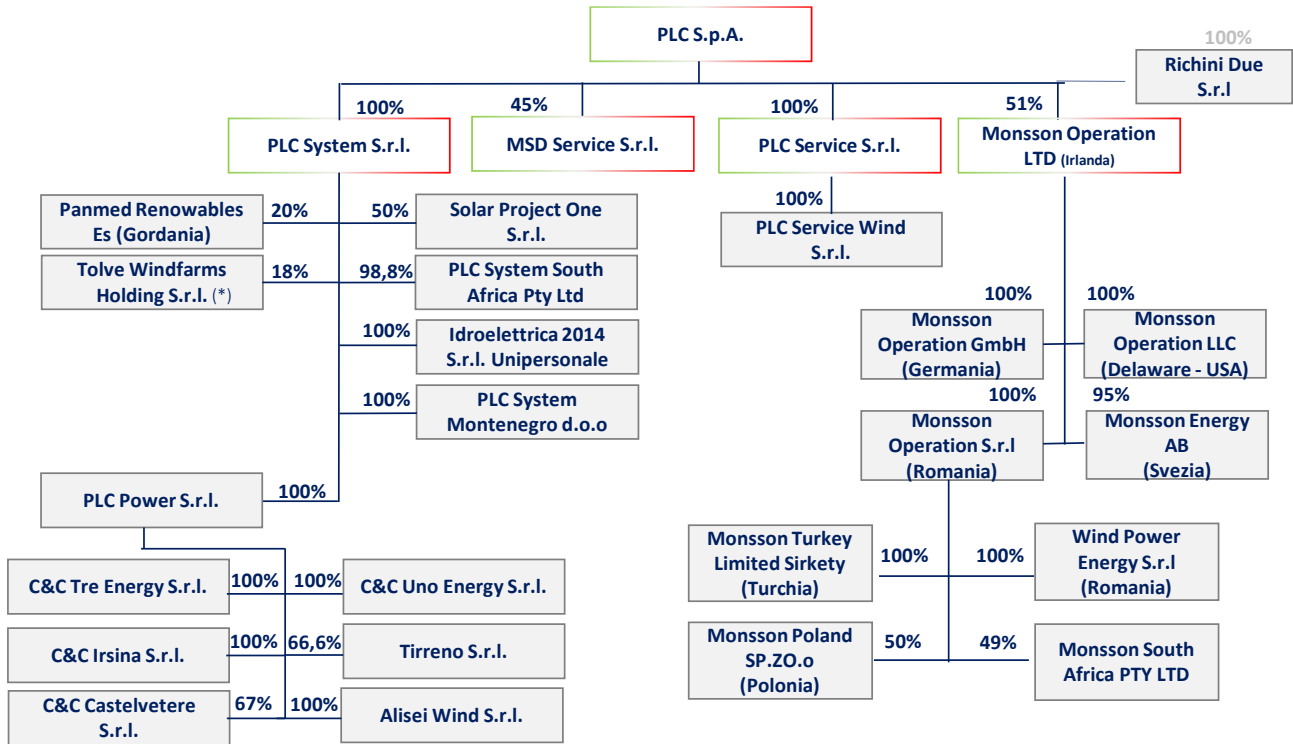 PLC S.p.A.
100%
Richini Due
S.r.l
100%
45%
100%
51%
PLC System S.r.l.
MSD Service S.r.l.
PLC Service S.r.l.
Monsson Operation
LTD (Irlanda)
Panmed Renowables
Es (Gordania)
20%
50%
Solar Project One
S.r.l.
100%
PLC Service Wind
S.r.l.
Tolve Windfarms
Holding S.r.l. (*)
18%
98,8%
PLC System South
Africa Pty Ltd
100%
Idroelettrica 2014
S.r.l. Unipersonale
100%
PLC System
Montenegro d.o.o
100%
100%
Monsson
Operation GmbH
(Germania)
Monsson
Operation LLC
(Delaware - USA)
100%
95%
Monsson
Operation S.r.l
(Romania)
Monsson Energy
AB
(Svezia)
PLC Power S.r.l.
100%
C&C Tre Energy S.r.l.
100%
100%
C&C Uno Energy S.r.l.
C&C Irsina S.r.l.
100%
66,6%
Tirreno S.r.l.
C&C Castelvetere
S.r.l.
67%
100%
Alisei Wind S.r.l.
Monsson Turkey
Limited Sirkety
(Turchia)
100%
100%
Wind Power
Energy S.r.l
(Romania)
Monsson Poland
SP.ZO.o
(Polonia)
50%
49%
Monsson South
Africa PTY LTD